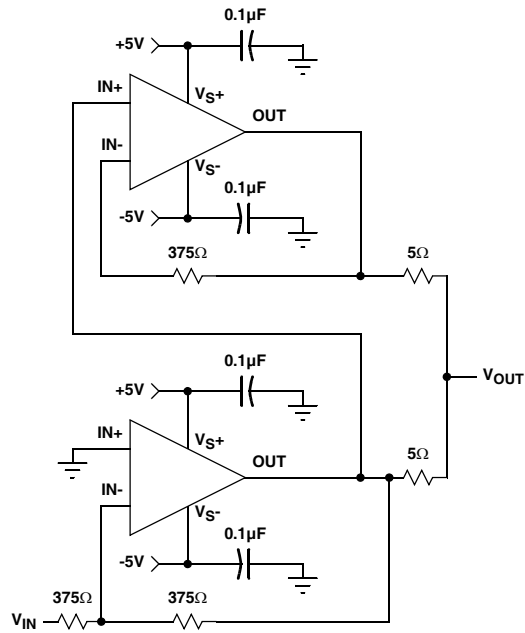 0.1µF
+5V
IN+
VS+
OUT
IN-
VS-
0.1µF
-5V
375Ω
5Ω
0.1µF
+5V
VOUT
IN+
VS+
OUT
5Ω
IN-
VS-
0.1µF
-5V
375Ω
375Ω
VIN